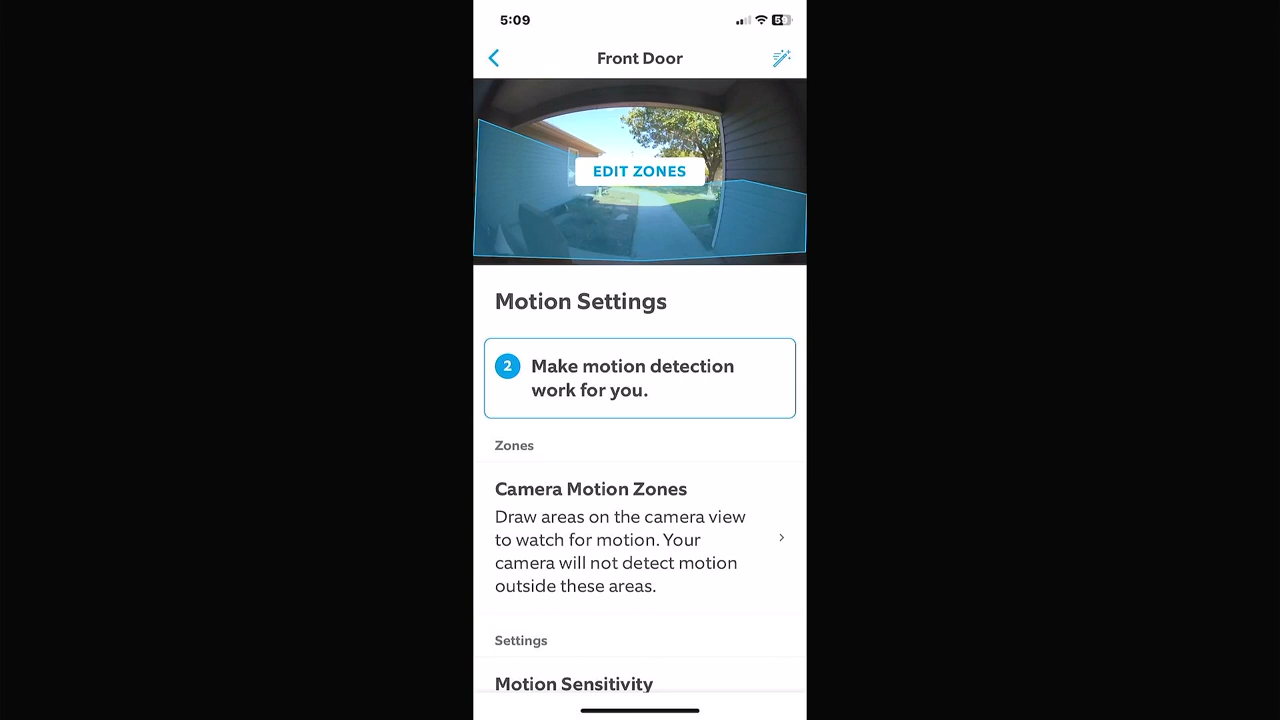 5:09
59
Front Door
EDIT ZONES
Motion Settings
2
Make motion detection
work for you.
Zones
Camera Motion Zones
Draw areas on the camera view
to watch for motion. Your
camera will not detect motion
outside these areas.
Settings
Motion Sensitivity